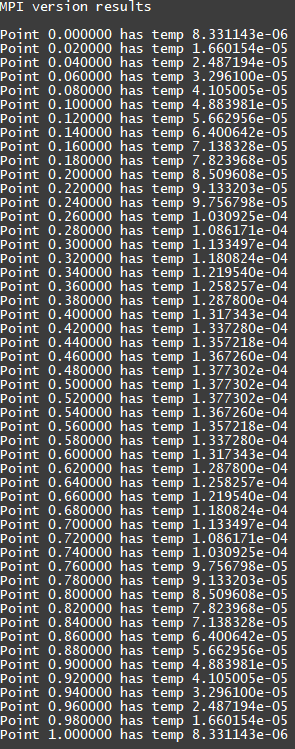 MPI version results
Point 0.000000 has temp 8.331143e-06
Point 0.020000 has temp 1.660154e-05
Point 0.040000 has temp 2.487194e-05
Point 0.060000 has temp 3.296100e-05
Point 0.080000 has temp 4.105005e-05
Point 0.100000 has temp 4.883981e-05
Point 0.120000 has temp 5.662956e-05
Point 0.140000 has temp 6.400642e-05
Point 0.160000 has temp 7.138328e-05
Point 0.180000 has temp 7.823968e-05
Point 0.200000 has temp 8.509608e-05
Point 0.220000 has temp 9.133203e-05
Point 0.240000 has temp 9.756798e-05
Point 0.260000 has temp 1.030925e-04
Point 0.280000 has temp 1.086171e-04
Point 0.300000 has temp 1.133497e-04
Point 0.320000 has temp 1.180824e-04
Point 0.340000 has temp 1.219540e-04
Point 0.360000 has temp 1.258257e-04
Point 0.380000 has temp 1.287800e-04
Point 0.400000 has temp 1.317343e-04
Point 0.420000 has temp 1.337280e-04
Point 0.440000 has temp 1.357218e-04
Point 0.460000 has temp 1.367260e-04
Point 0.480000 has temp 1.377302e-04
Point 0.500000 has temp 1.377302e-04
Point 0.520000 has temp 1.377302e-04
Point 0.540000 has temp 1.367260e-04
Point 0.560000 has temp 1.357218e-04
Point 0.580000 has temp 1.337280e-04
Point 0.600000 has temp 1.317343e-04
Point 0.620000 has temp 1.287800e-04
Point 0.640000 has temp 1.258257e-04
Point 0.660000 has temp 1.219540e-04
Point 0.680000 has temp 1.180824e-04
Point 0.700000 has temp 1.133497e-04
Point 0.720000 has temp 1.086171e-04
Point 0.740000 has temp 1.030925e-04
Point 0.760000 has temp 9.756798e-05
Point 0.780000 has temp 9.133203e-05
Point 0.800000 has temp 8.509608e-05
Point 0.820000 has temp 7.823968e-05
Point 0.840000 has temp 7.138328e-05
Point 0.860000 has temp 6.400642e-05
Point 0.880000 has temp 5.662956e-05
Point 0.900000 has temp 4.883981e-05
Point 0.920000 has temp 4.105005e-05
Point 0.940000 has temp 3.296100e-05
Point 0.960000 has temp 2.487194e-05
Point 0.980000 has temp 1.660154e-05
Point 1.000000 has temp 8.331143e-06